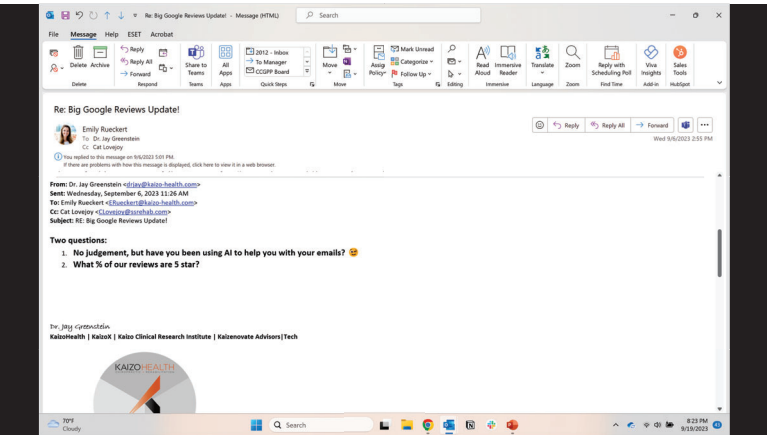 Re: Big Google Reviews Update! - Message (HTML)
Search
File Message Help ESET Acrobat
Delete Archive
Reply
Reply All
Forward
Share to Teams
All Apps
2012 - Inbox
To Manager
CCGPP Board
Move
Assign Policy
Mark Unread
Categorize
Follow Up
Read Aloud
Immersive Reader
Translate
Zoom
Reply with Scheduling Poll
Viva Insights
Sales Tools
Delete Respond Teams Apps Quick Steps Move Tags Editing Immersive Language Zoom Find Time Add-in HubSpot
Re: Big Google Reviews Update!
Emily Rueckert
To Dr. Jay Greenstein
Cc Cat Lovejoy
Reply Reply All Forward
Wed 9/6/2023 2:55 PM
You replied to this message on 9/6/2023 5:01 PM.
If there are problems with how this message is displayed, click here to view it in a web browser.
From: Dr. Jay Greenstein <drjay@kaizo-health.com>
Sent: Wednesday, September 6, 2023 11:26 AM
To: Emily Rueckert <ERueckert@kaizo-health.com>
Cc: Cat Lovejoy <CLovejoy@ssrehab.com>
Subject: RE: Big Google Reviews Update!
Two questions:
1. No judgement, but have you been using AI to help you with your emails? 😉
2. What % of our reviews are 5 star?
Dr. Jay Greenstein
KaizoHealth | KaizoX | Kaizo Clinical Research Institute | Kaizenovate Advisors|Tech
KAIZOHEALTH
70°F
Cloudy
Search
8:23 PM
9/19/2023